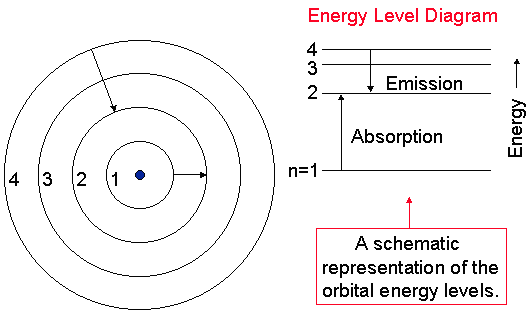 Energy Level Diagram
4
3
2
Emission
Absorption
n=1
Energy
4 3 2 1
A schematic
representation of the
orbital energy levels.